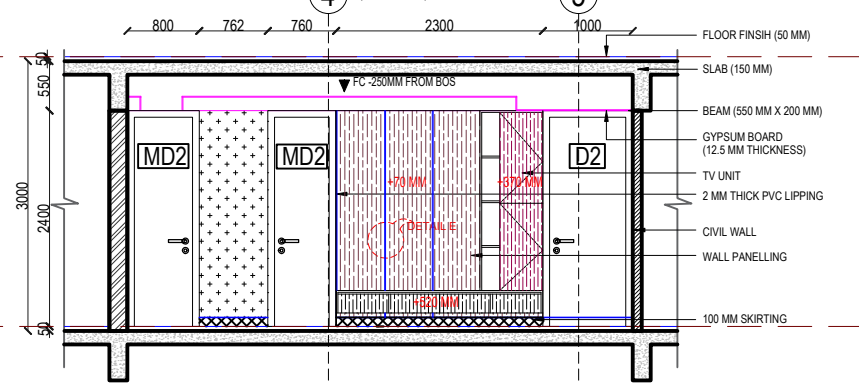 4
800 762 760 2300 1000
FLOOR FINSIH (50 MM)
50
SLAB (150 MM)
FC -250MM FROM BOS
550
BEAM (550 MM X 200 MM)
GYPSUM BOARD
(12.5 MM THICKNESS)
MD2 MD2 D2
TV UNIT
+70 MM +370 MM
2 MM THICK PVC LIPPING
3000
2400
DETAIL E
CIVIL WALL
WALL PANELLING
+520 MM
100 MM SKIRTING
50